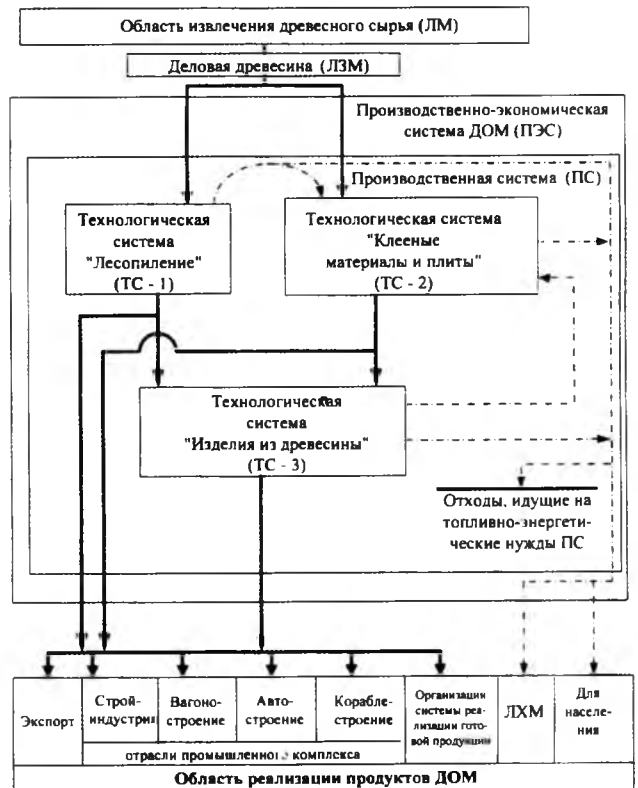 Область извлечения древесного сырья (ЛМ)
Деловая древесина (ЛЗМ)
Производственно-экономическая
система ДОМ (ПЭС)
Производственная система (ПС)
Технологическая
система
"Лесопиление"
(ТС - 1)
Технологическая система
"Клееные
материалы и плиты"
(ТС - 2)
Технологическая
система
"Изделия из древесины"
(ТС - 3)
Отходы, идущие на
топливно-энергети-
ческие нужды ПС
Экспорт
Строй-
индустрия
Вагоно-
строение
Авто-
строение
Корабле-
строение
Организации
системы реа-
лизации гото-
вой продукции
ЛХМ
Для
населе-
ния
отрасли промышленного комплекса
Область реализации продуктов ДОМ